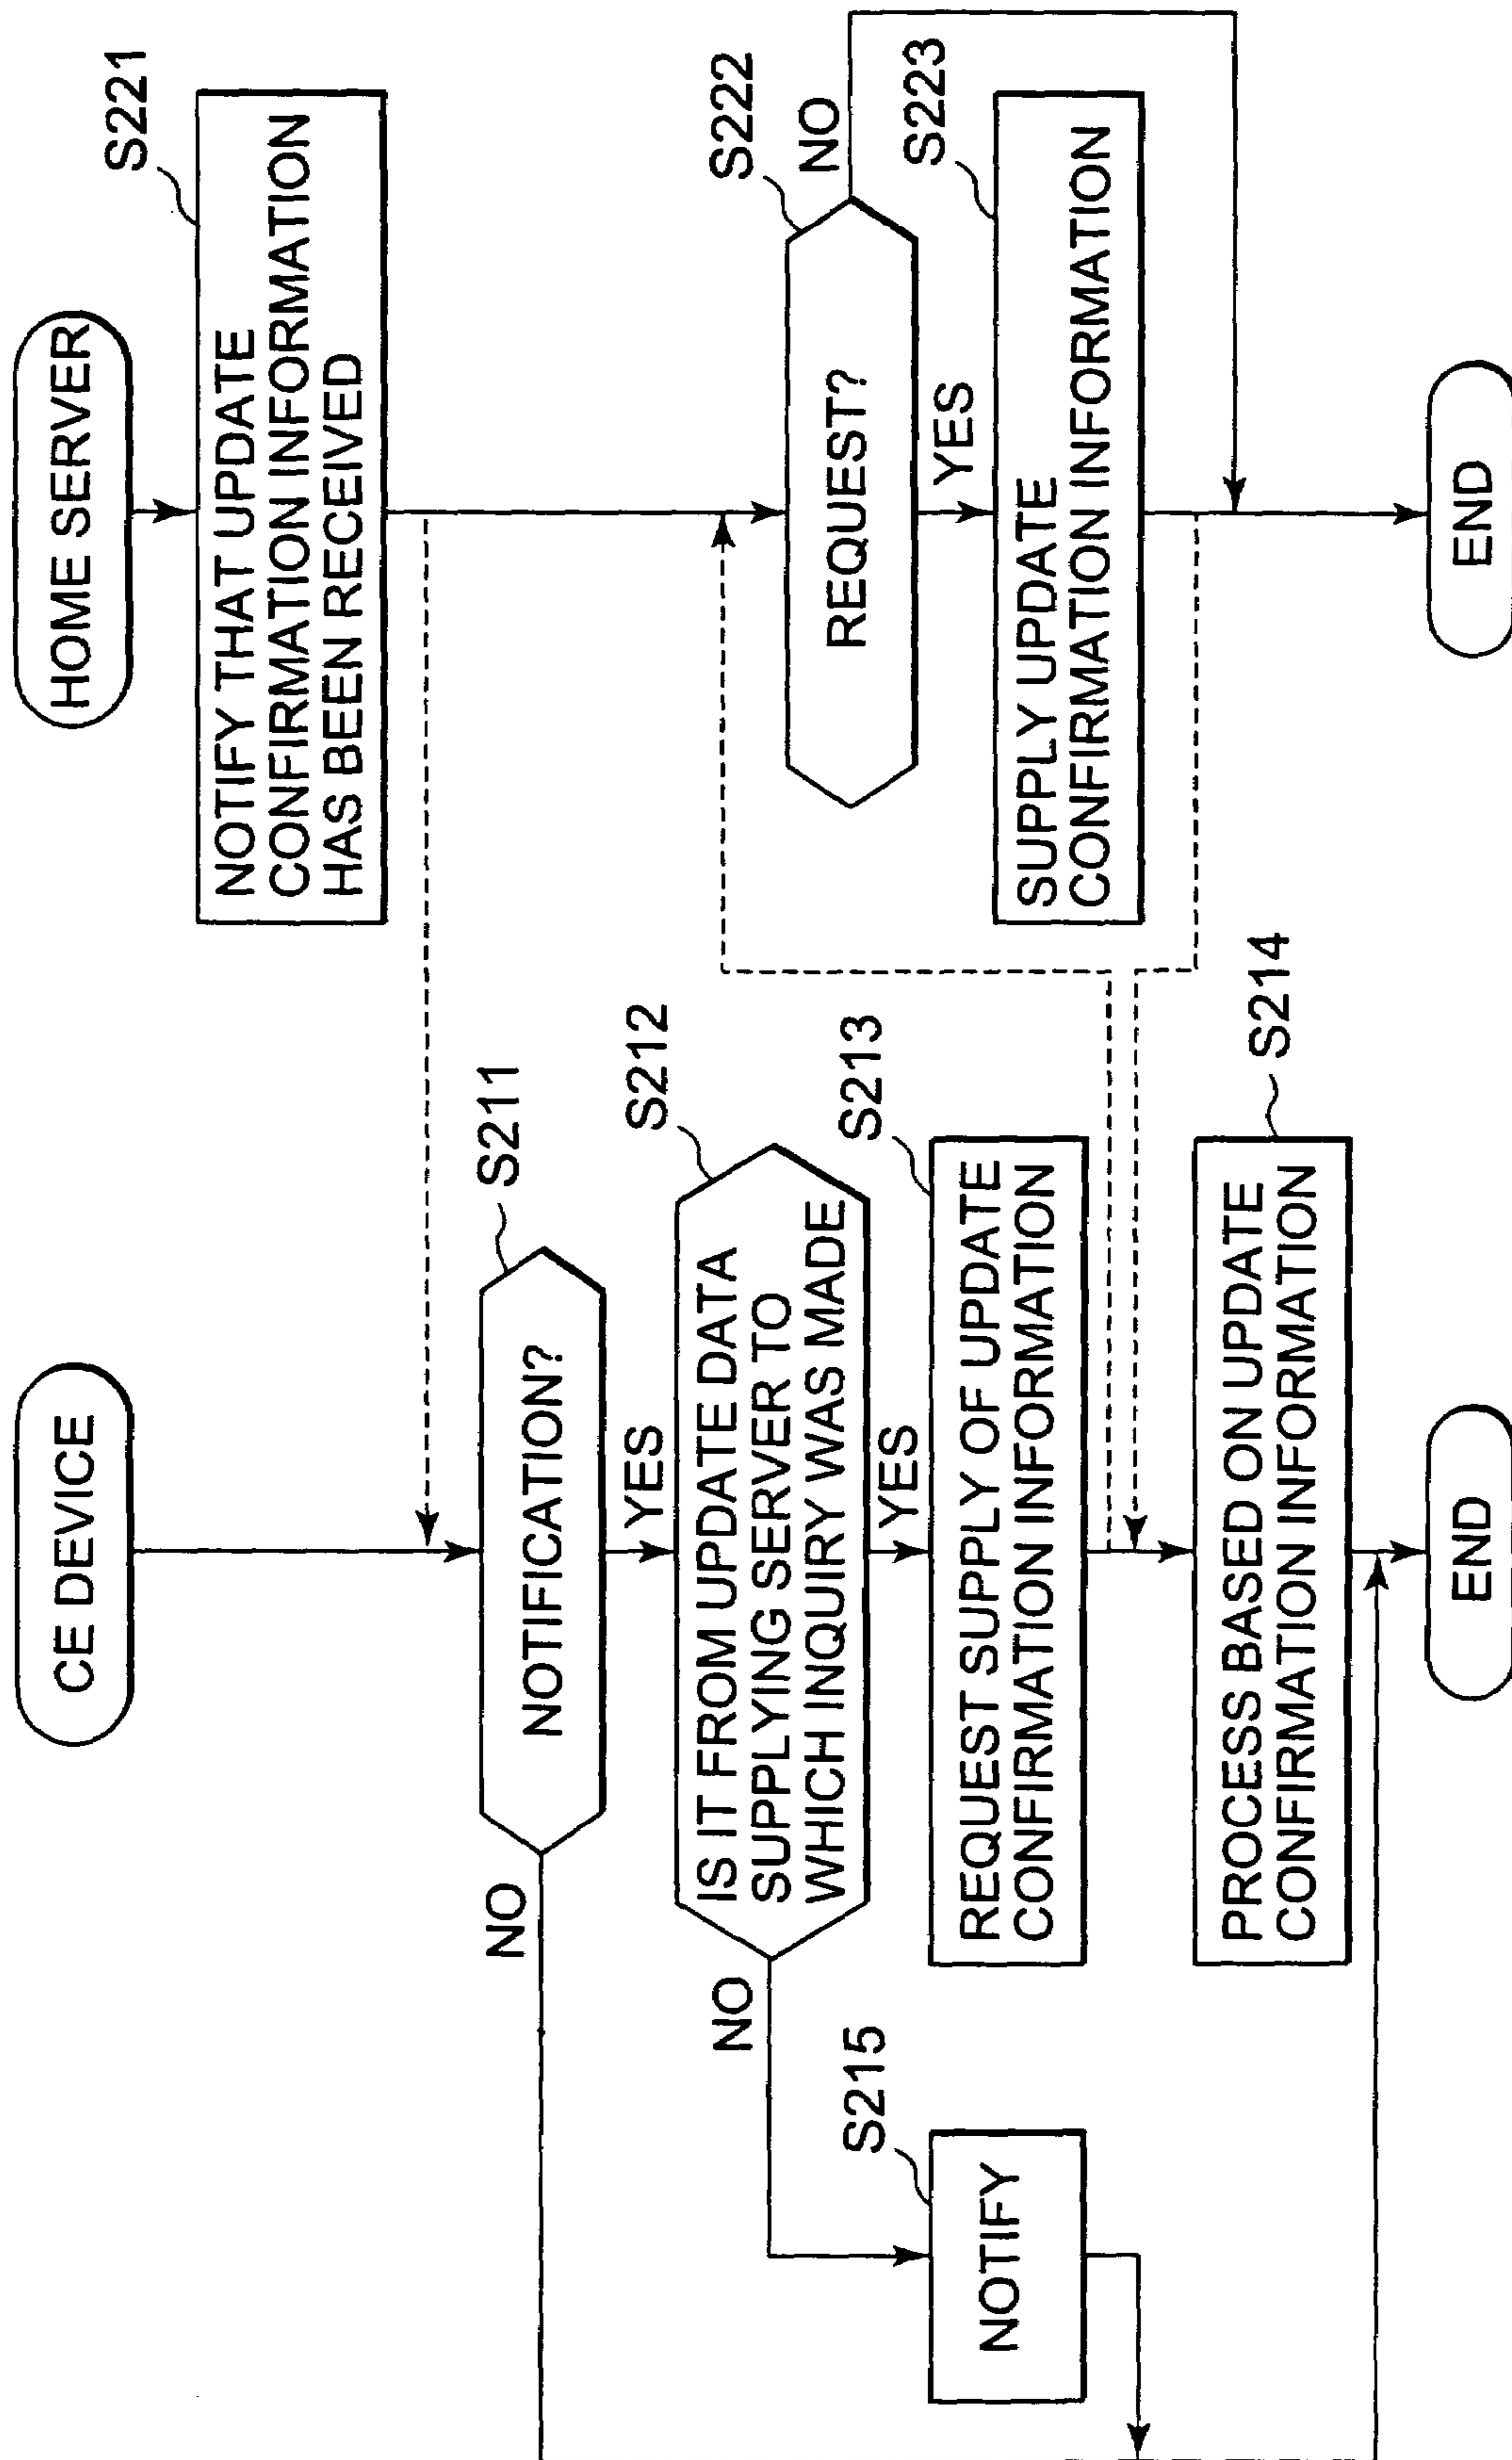 CE DEVICE
S211
NOTIFICATION?
NO
YES
S212
IS IT FROM UPDATE DATA
SUPPLYING SERVER TO
WHICH INQUIRY WAS MADE
NO
YES
S213
REQUEST SUPPLY OF UPDATE
CONFIRMATION INFORMATION
S215
NOTIFY
S214
PROCESS BASED ON UPDATE
CONFIRMATION INFORMATION
END
HOME SERVER
S221
NOTIFY THAT UPDATE
CONFIRMATION INFORMATION
HAS BEEN RECEIVED
S222
REQUEST?
NO
YES
S223
SUPPLY UPDATE
CONFIRMATION INFORMATION
END